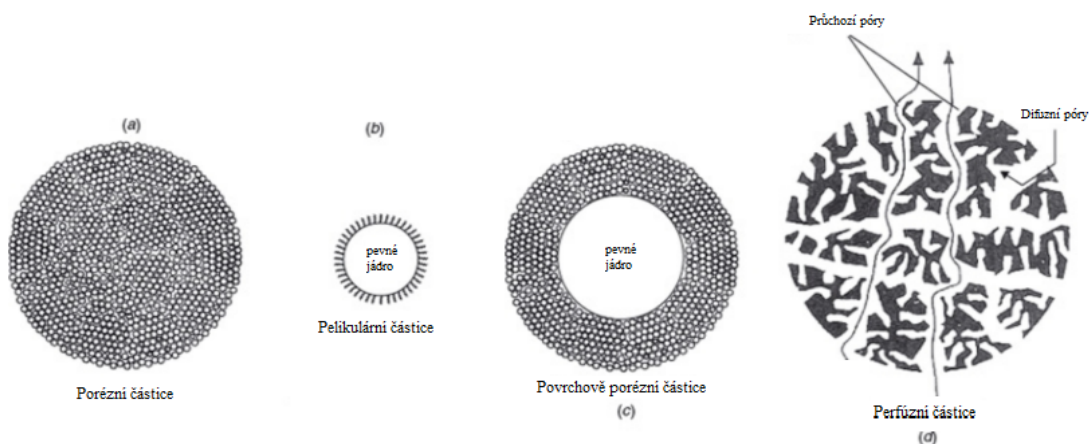 (a)
Porézní částice
(b)
pevné
jádro
Pelikulární částice
pevné
jádro
Povrchově porézní částice
(c)
Průchozí póry
Difuzní póry
Perfúzní částice
(d)